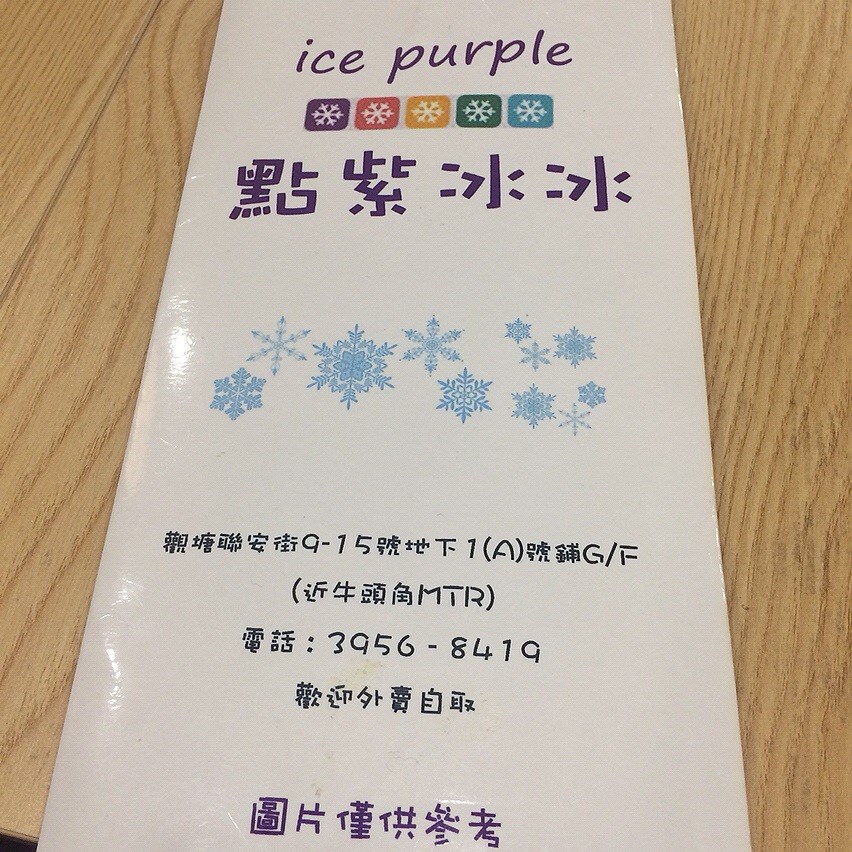 ice purple
點紫冰冰
觀塘聯安街9-15號地下1(A)號鋪G/F
(近牛頭角MTR)
電話：3956-8419
歡迎外賣自取
圖片僅供參考